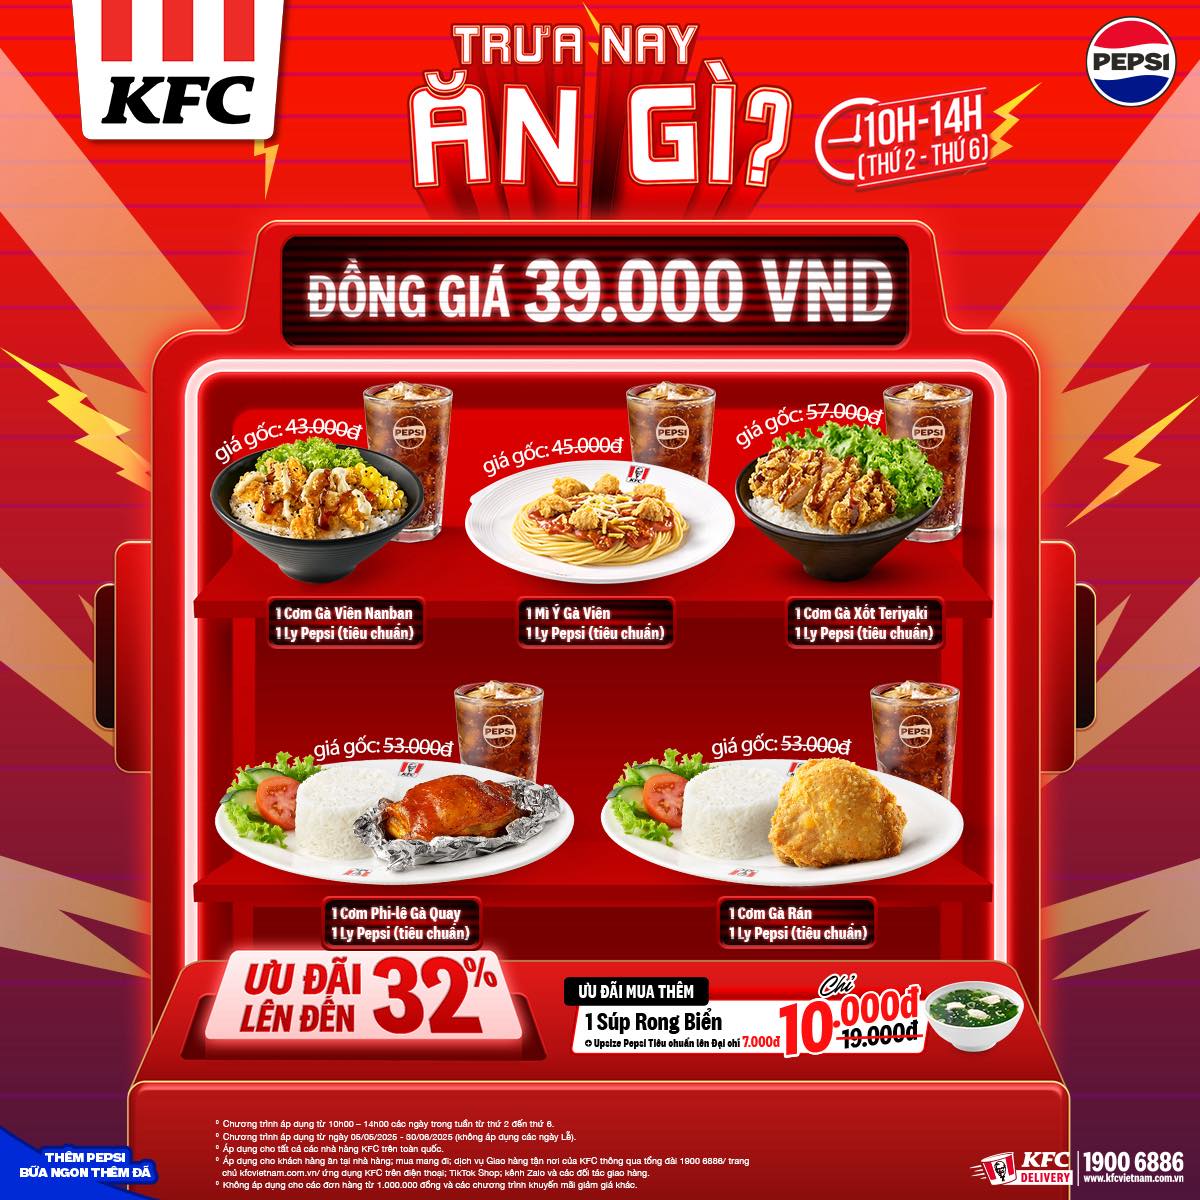 KFC
TRƯA NAY
ĂN GÌ?
10H-14H
(THỨ 2 - THỨ 6)
PEPSI
ĐỒNG GIÁ 39.000 VND
giá gốc: 43.000đ
PEPSI
giá gốc: 45.000đ
PEPSI
KFC
giá gốc: 57.000đ
PEPSI
1 Cơm Gà Viên Nanban
1 Ly Pepsi (tiêu chuẩn)
1 Mì Ý Gà Viên
1 Ly Pepsi (tiêu chuẩn)
1 Cơm Gà Xốt Teriyaki
1 Ly Pepsi (tiêu chuẩn)
giá gốc: 53.000đ
PEPSI
KFC
giá gốc: 53.000đ
PEPSI
KFC
1 Cơm Phi-lê Gà Quay
1 Ly Pepsi (tiêu chuẩn)
1 Cơm Gà Rán
1 Ly Pepsi (tiêu chuẩn)
ƯU ĐÃI
LÊN ĐẾN 32%
ƯU ĐÃI MUA THÊM
1 Súp Rong Biển
Upsize Pepsi Tiêu chuẩn lên Đại chỉ 7.000đ
Chỉ
10.000đ
19.000đ
Chương trình áp dụng từ 10h00 – 14h00 các ngày trong tuần từ thứ 2 đến thứ 6.
Chương trình áp dụng từ ngày 05/05/2025 - 30/06/2025 (không áp dụng các ngày Lễ).
Áp dụng cho tất cả các nhà hàng KFC trên toàn quốc.
Áp dụng cho khách hàng ăn tại nhà hàng; mua mang đi; dịch vụ Giao hàng tận nơi của KFC thông qua tổng đài 1900 6886/ trang
chủ kfcvietnam.com.vn/ ứng dụng KFC trên điện thoại; TikTok Shop; kênh Zalo và các đối tác giao hàng.
Không áp dụng cho các đơn hàng từ 1.000.000 đồng và các chương trình khuyến mãi giảm giá khác.
THÊM PEPSI
BỮA NGON THÊM ĐÃ
KFC
DELIVERY
1900 6886
www.kfcvietnam.com.vn